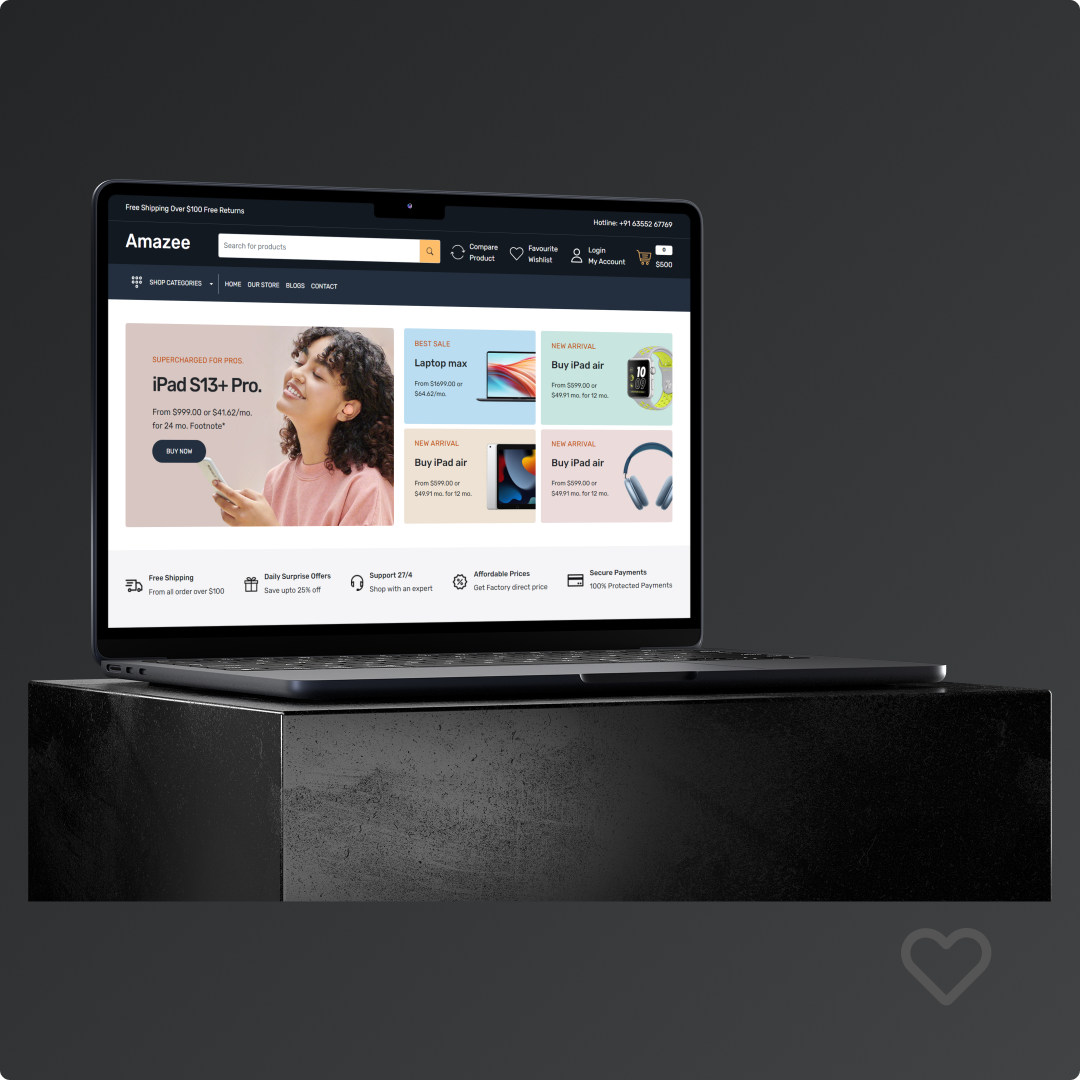 Free Shipping Over $100 Free Returns
Hotline: +91 63552 67769
Amazee
Search for products
Compare
Product
Favourite
Wishlist
Login
My Account
0
$500
SHOP CATEGORIES
HOME OUR STORE BLOGS CONTACT
SUPERCHARGED FOR PROS.
iPad S13+ Pro.
From $999.00 or $41.62/mo.
for 24 mo. Footnote*
BUY NOW
BEST SALE
Laptop max
From $1699.00 or
$64.62/mo.
NEW ARRIVAL
Buy iPad air
From $599.00 or
$49.91 mo. for 12 mo.
10
09
NEW ARRIVAL
Buy iPad air
From $599.00 or
$49.91 mo. for 12 mo.
NEW ARRIVAL
Buy iPad air
From $599.00 or
$49.91 mo. for 12 mo.
Free Shipping
From all order over $100
Daily Surprise Offers
Save upto 25% off
Support 27/4
Shop with an expert
Affordable Prices
Get Factory direct price
Secure Payments
100% Protected Payments